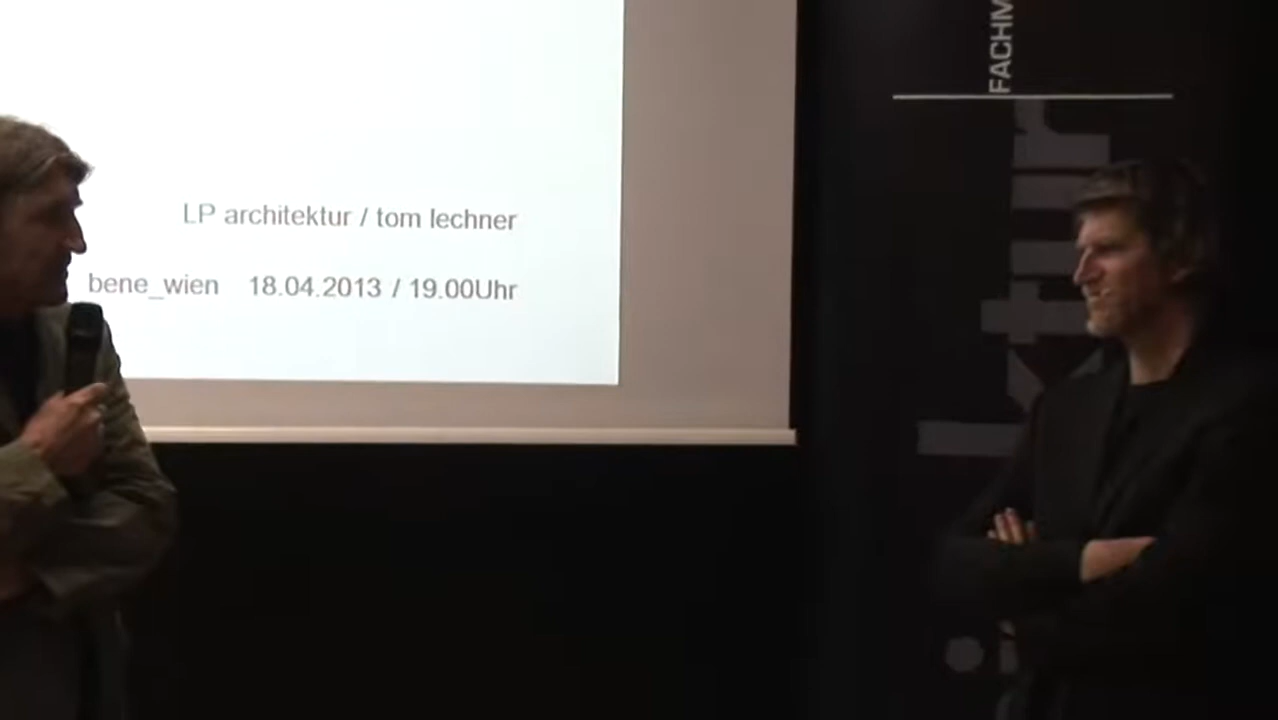 LP architektur / tom lechner
bene_wien 18.04.2013 / 19.00Uhr
FACHM